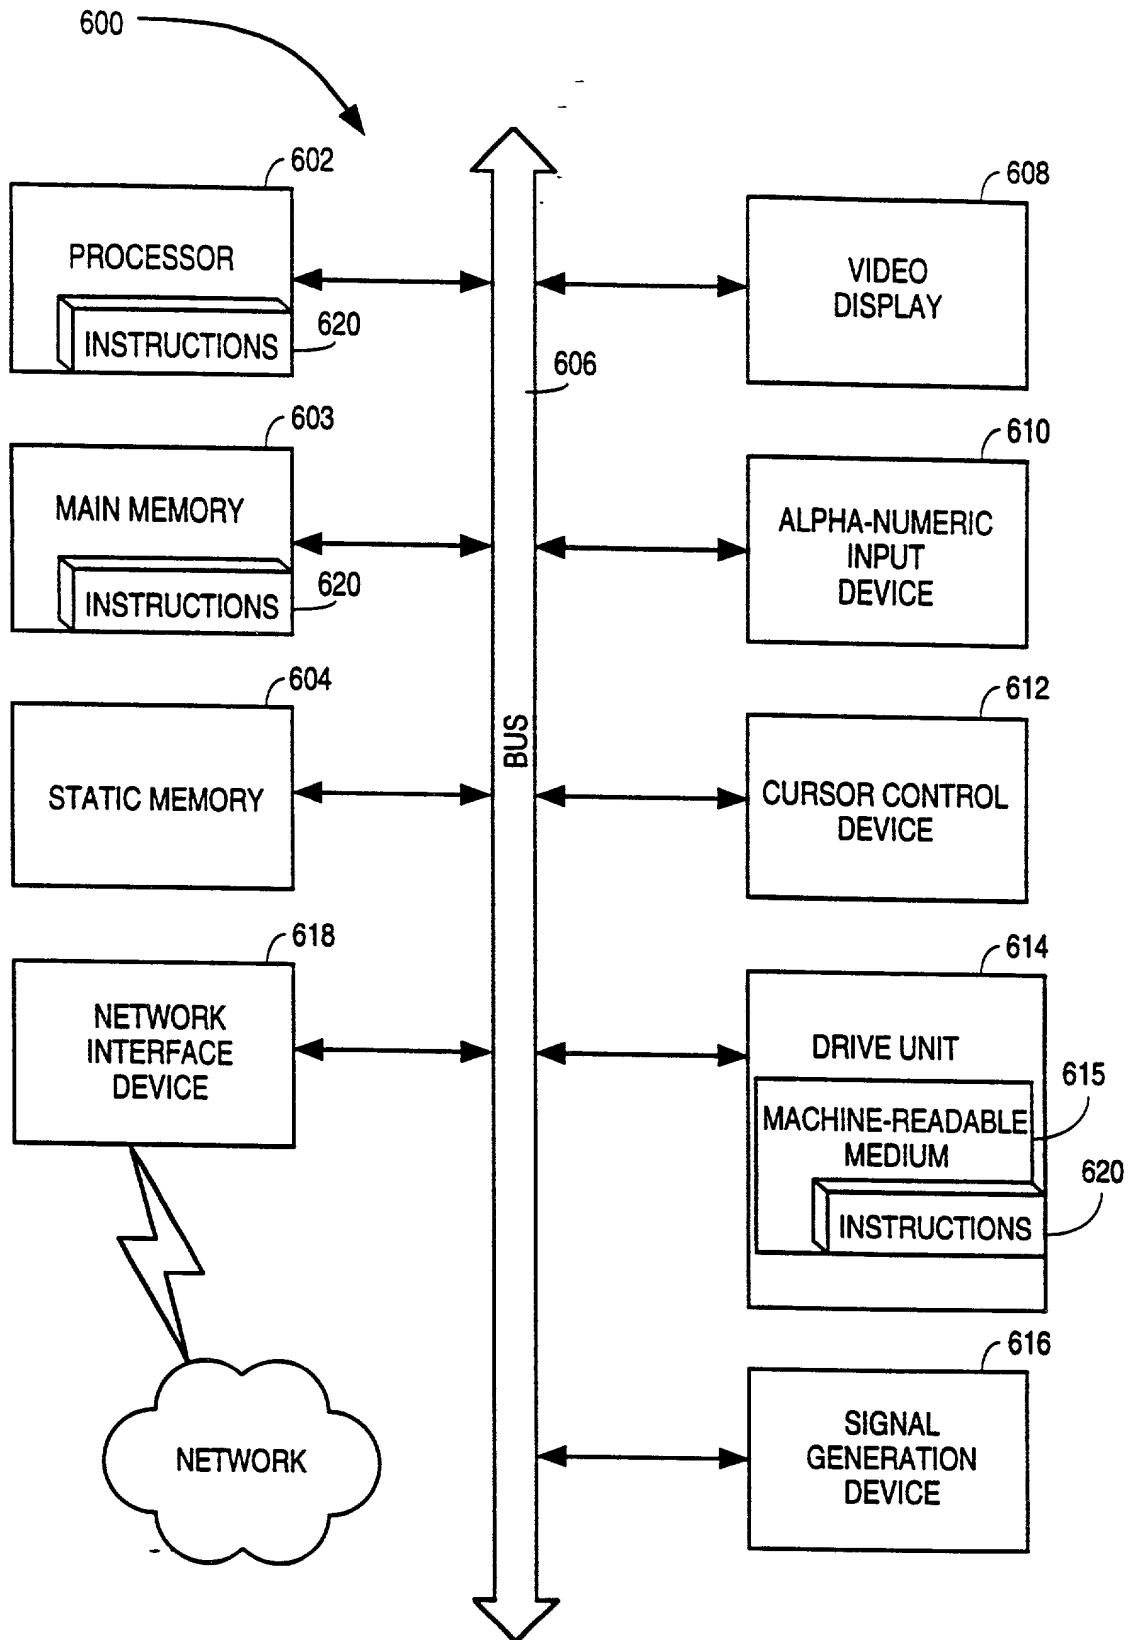 600
602
PROCESSOR
INSTRUCTIONS
620
603
MAIN MEMORY
INSTRUCTIONS
620
604
STATIC MEMORY
618
NETWORK
INTERFACE
DEVICE
NETWORK
606
BUS
608
VIDEO
DISPLAY
610
ALPHA-NUMERIC
INPUT
DEVICE
612
CURSOR CONTROL
DEVICE
614
DRIVE UNIT
615
MACHINE-READABLE
MEDIUM
620
INSTRUCTIONS
616
SIGNAL
GENERATION
DEVICE